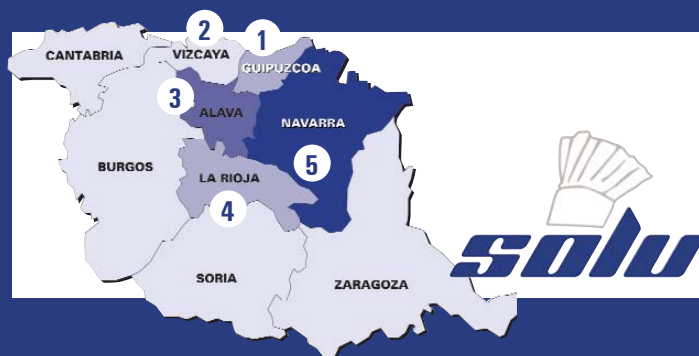 2
1
CANTABRIA
VIZCAYA
GUIPUZCOA
3
ALAVA
NAVARRA
BURGOS
LA RIOJA
5
4
SORIA
ZARAGOZA
solu